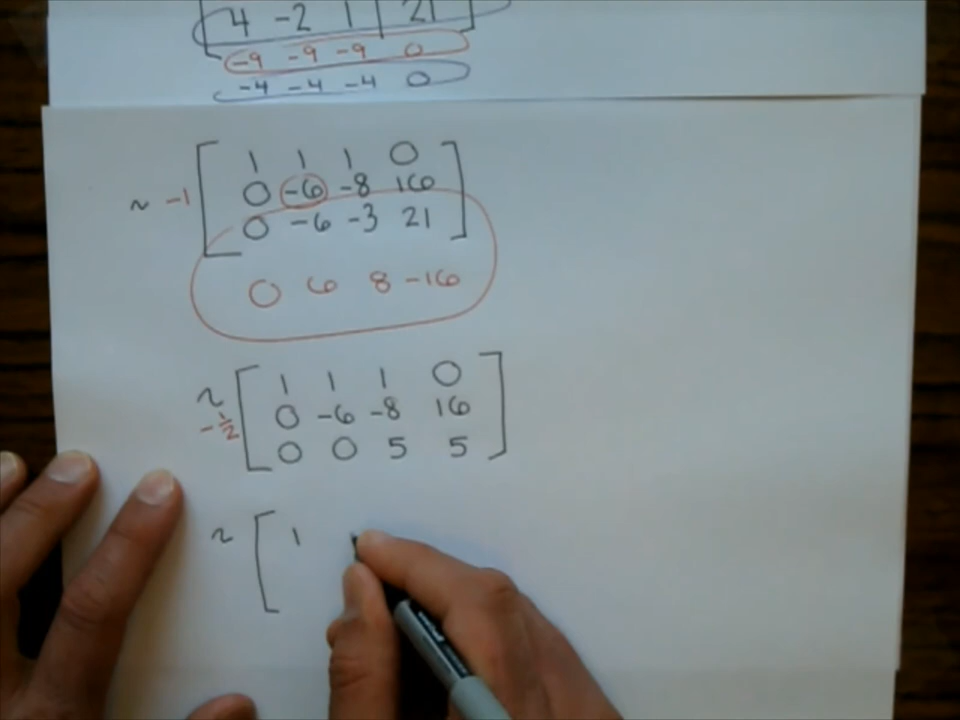 4 -2 1 21
-9 -9 -9 0
-4 -4 -4 0
1 1 1 0
~ -1 0 -6 -8 16
0 -6 -3 21
0 6 8 -16
~ 1 1 1 0
-1/2 0 -6 -8 16
0 0 5 5
~ 1